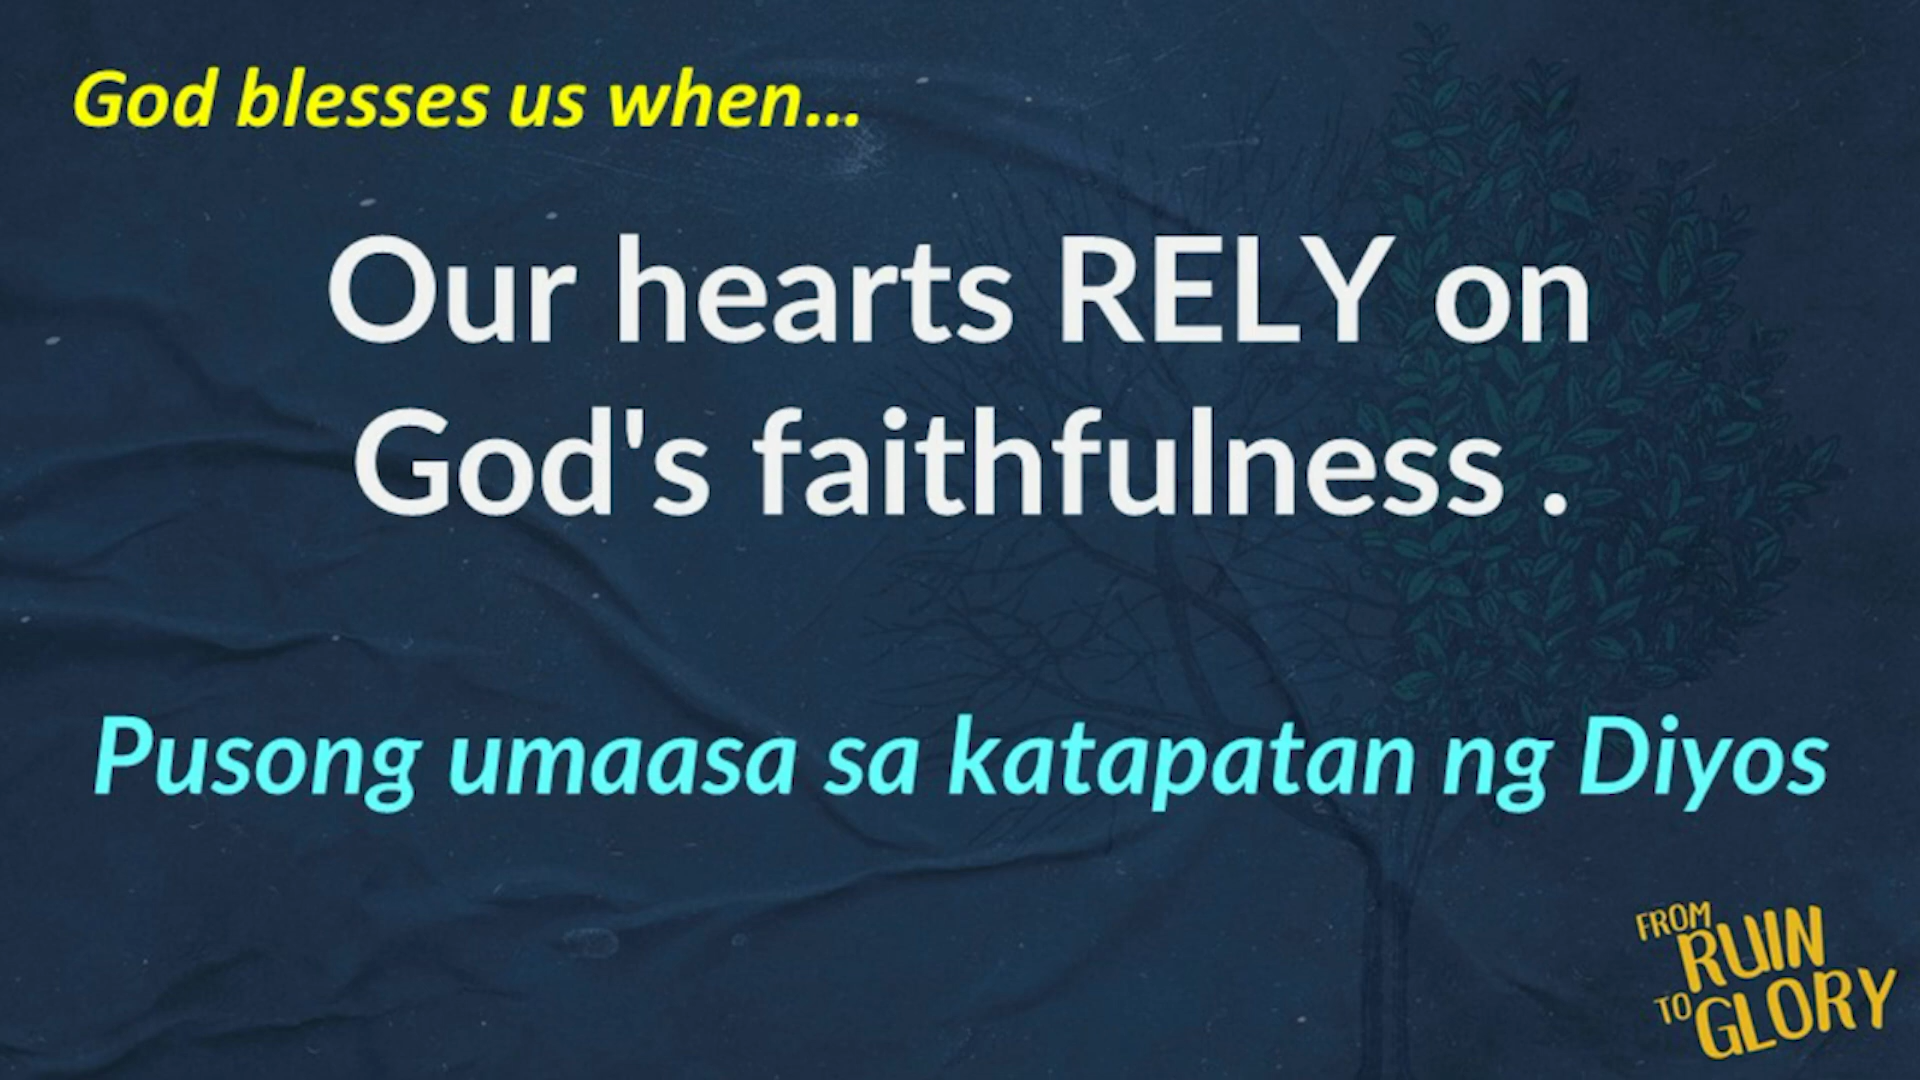 God blesses us when...
Our hearts RELY on
God's faithfulness .
Pusong umaasa sa katapatan ng Diyos
FROM
RUIN
TO
GLORY